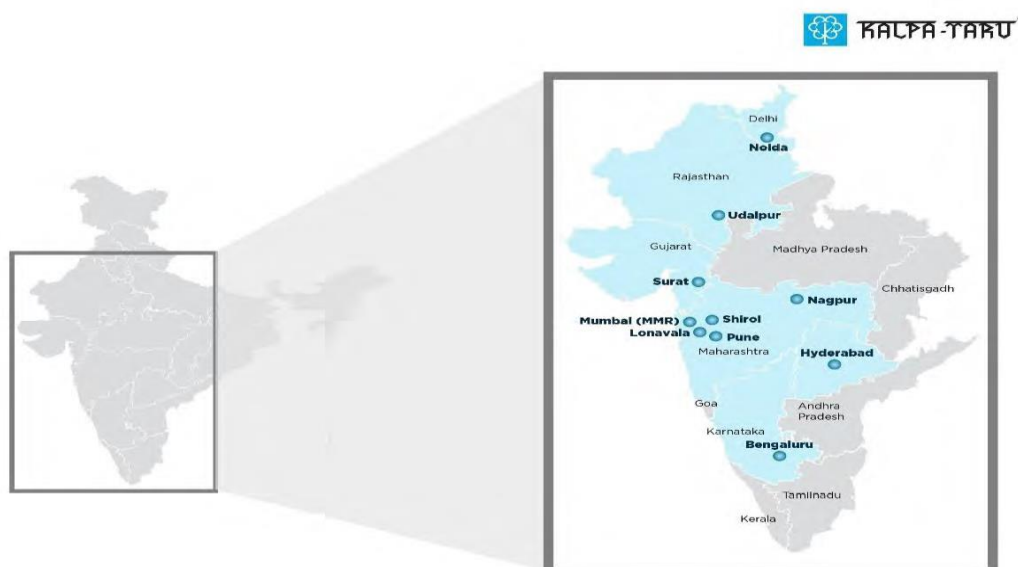 KALPA-TARU
Delhi
Noida
Rajasthan
Udaipur
Gujarat
Madhya Pradesh
Surat
Chhatisgadh
Nagpur
Mumbai (MMR)
Shirol
Lonavala
Pune
Maharashtra
Hyderabad
Goa
Andhra
Pradesh
Karnataka
Bengaluru
Tamilnadu
Kerala